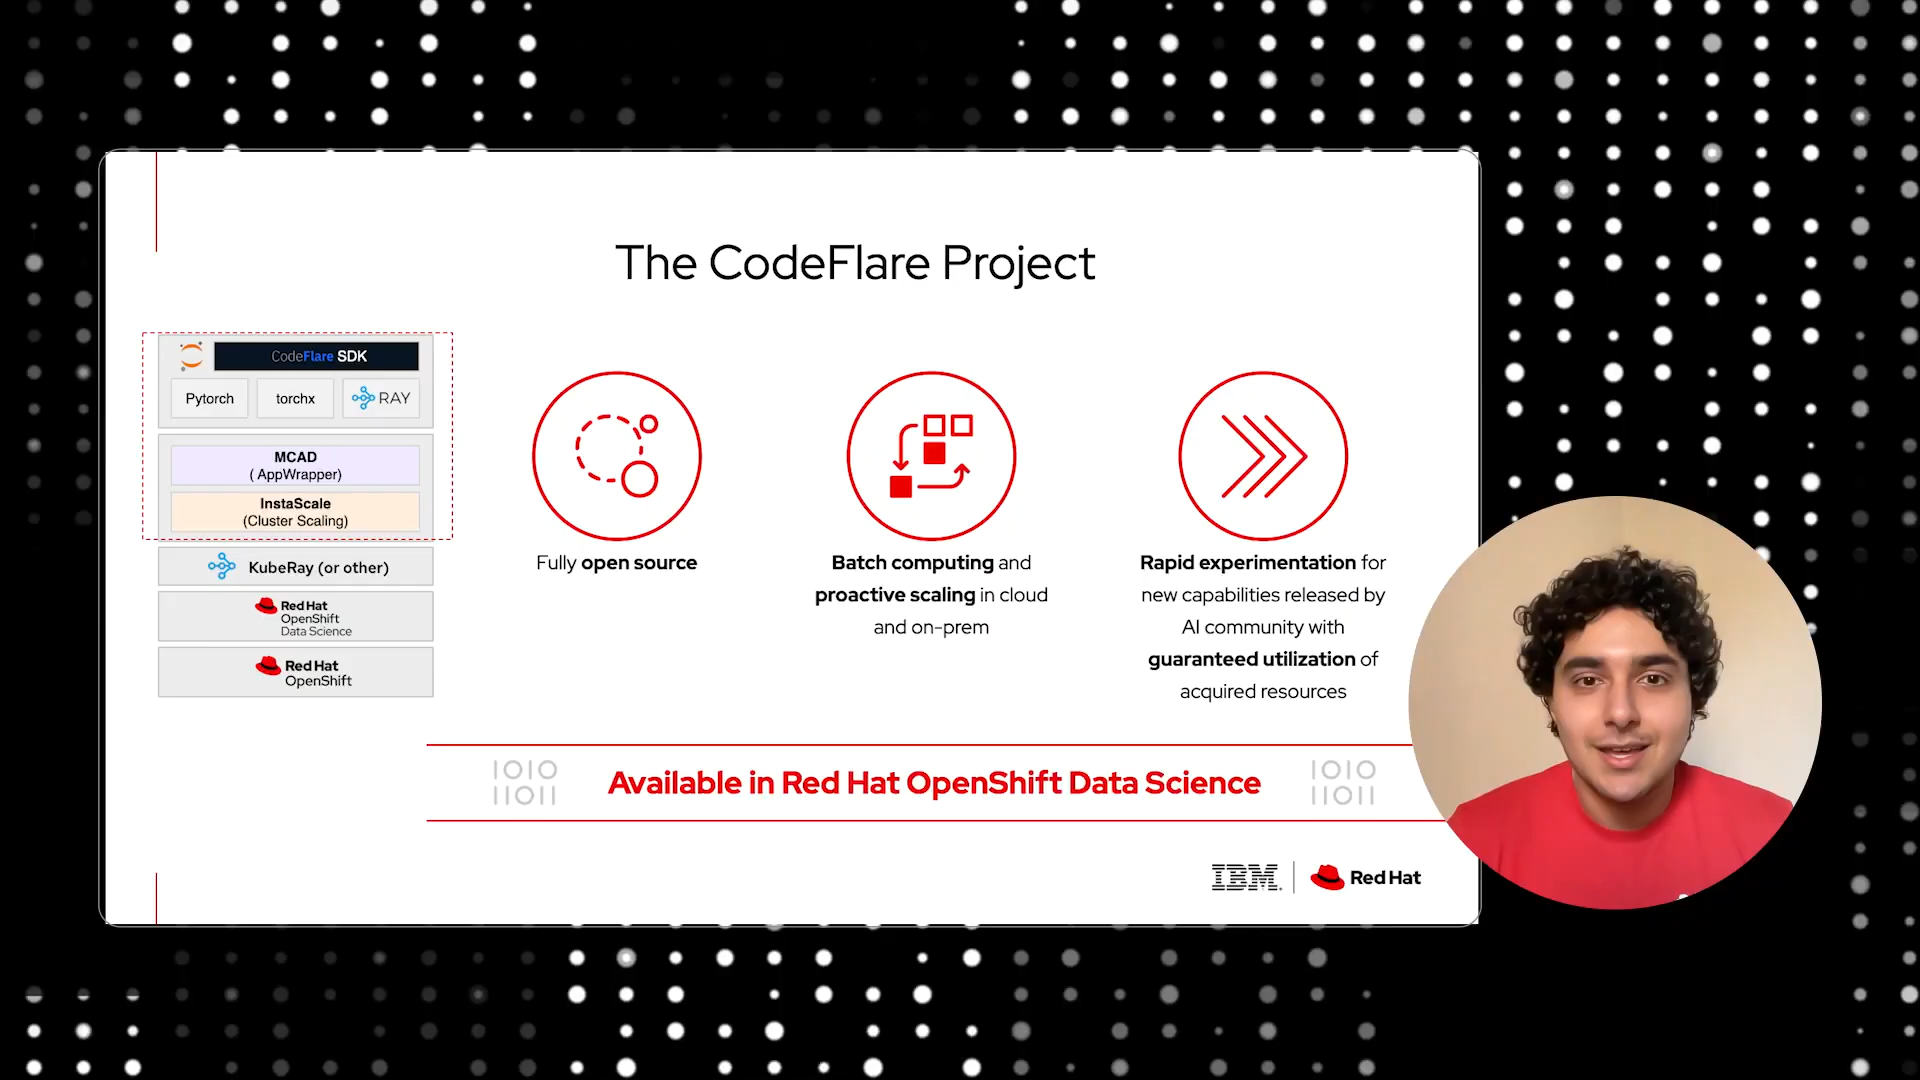 The CodeFlare Project
CodeFlare SDK
Pytorch
torchx
RAY
MCAD
( AppWrapper)
InstaScale
(Cluster Scaling)
KubeRay (or other)
Red Hat
OpenShift
Data Science
Red Hat
OpenShift
Fully open source
Batch computing and
proactive scaling in cloud
and on-prem
Rapid experimentation for
new capabilities released by
AI community with
guaranteed utilization of
acquired resources
1010
11011
Available in Red Hat OpenShift Data Science
1010
11011
IBM
Red Hat